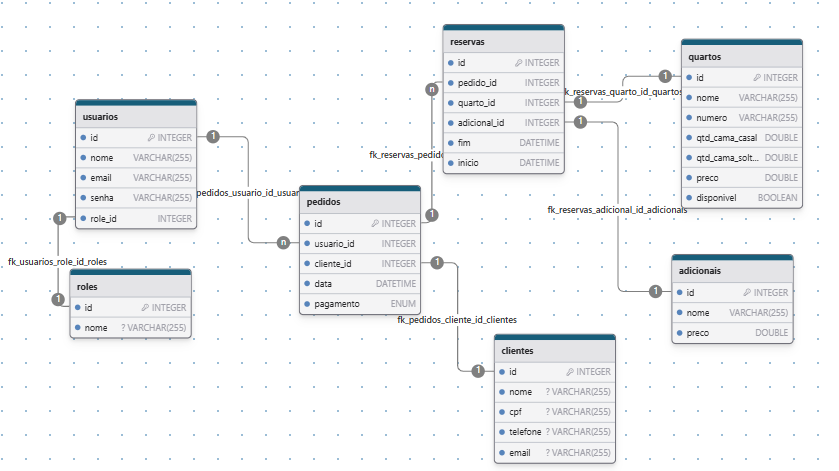 usuarios
id INTEGER
nome VARCHAR(255)
email VARCHAR(255)
senha VARCHAR(255)
role_id INTEGER
roles
id INTEGER
nome ? VARCHAR(255)
pedidos
id INTEGER
usuario_id INTEGER
cliente_id INTEGER
data DATETIME
pagamento ENUM
reservas
id INTEGER
pedido_id INTEGER
quarto_id INTEGER
adicional_id INTEGER
fim DATETIME
inicio DATETIME
quartos
id INTEGER
nome VARCHAR(255)
numero VARCHAR(255)
qtd_cama_casal DOUBLE
qtd_cama_solt... DOUBLE
preco DOUBLE
disponivel BOOLEAN
adicionais
id INTEGER
nome VARCHAR(255)
preco DOUBLE
clientes
id INTEGER
nome ? VARCHAR(255)
cpf ? VARCHAR(255)
telefone ? VARCHAR(255)
email ? VARCHAR(255)
pedidos_usuario_id_usuar
1
n
fk_usuarios_role_id_roles
1
1
fk_reservas_pedido
n
1
k_reservas_quarto_id_quartos
1
1
fk_reservas_adicional_id_adicionais
1
1
fk_pedidos_cliente_id_clientes
1
1